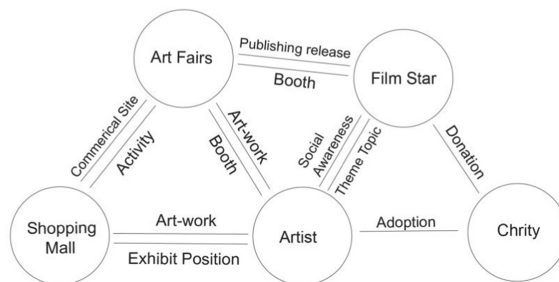 Publishing release
Art Fairs
Film Star
Booth
Commerical Site
Activity
Art-work
Booth
Social
Awareness
Theme Topic
Donation
Shopping
Mall
Art-work
Exhibit Position
Artist
Adoption
Chrity